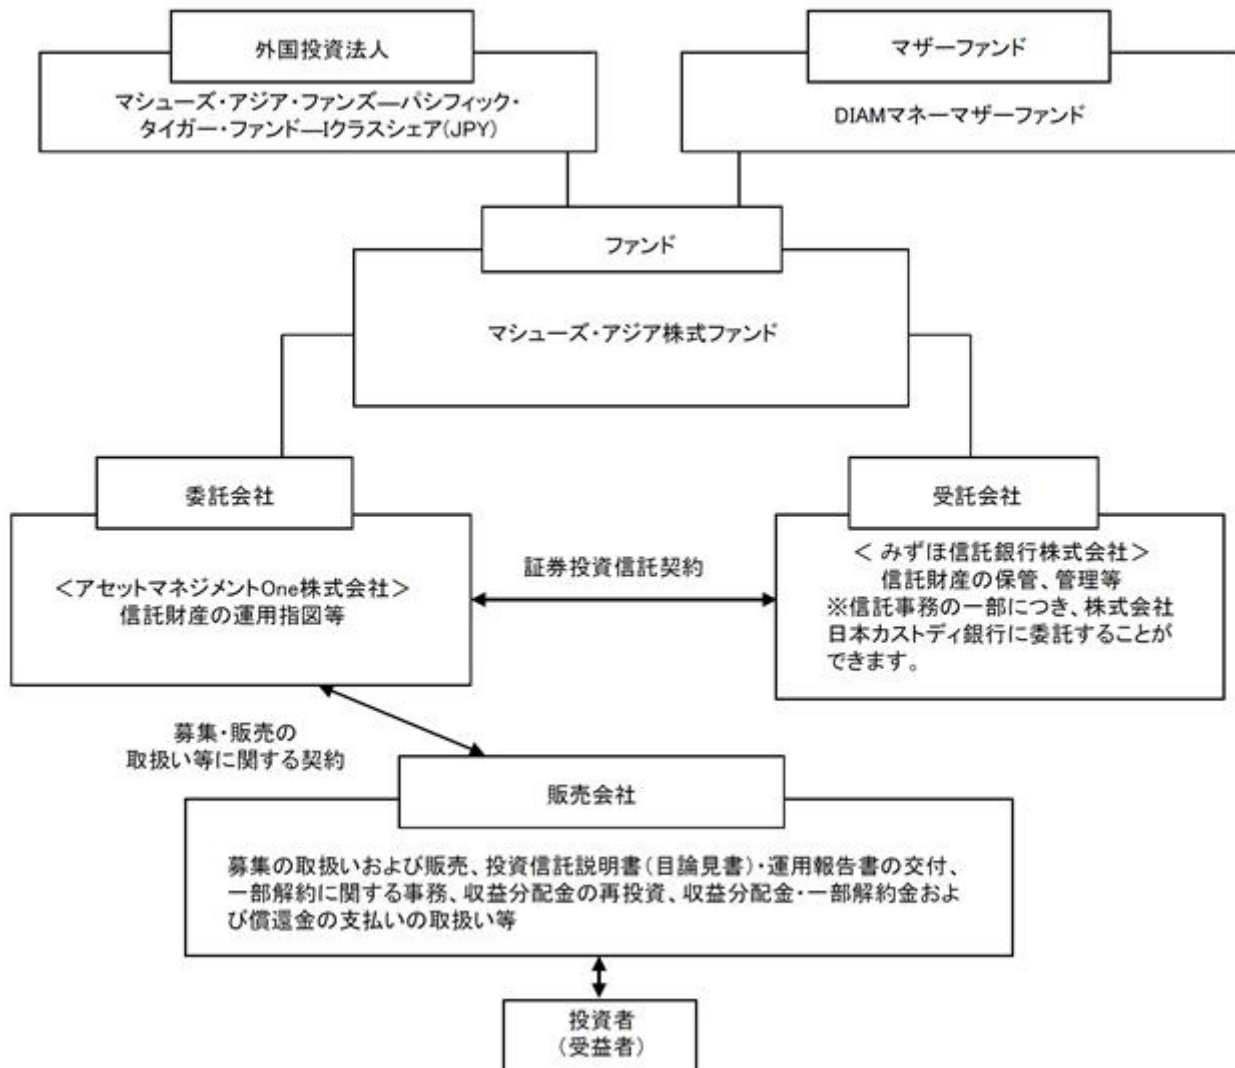 外国投資法人
マシューズ・アジア・ファンズ―パシフィック・
タイガー・ファンド―Iクラスシェア(JPY)
マザーファンド
DIAMマネーマザーファンド
ファンド
マシューズ・アジア株式ファンド
委託会社
<アセットマネジメントOne株式会社>
信託財産の運用指図等
証券投資信託契約
受託会社
< みずほ信託銀行株式会社>
信託財産の保管、管理等
※信託事務の一部につき、株式会社
日本カストディ銀行に委託することが
できます。
募集・販売の
取扱い等に関する契約
販売会社
募集の取扱いおよび販売、投資信託説明書(目論見書)・運用報告書の交付、
一部解約に関する事務、収益分配金の再投資、収益分配金・一部解約金およ
び償還金の支払いの取扱い等
投資者
(受益者)